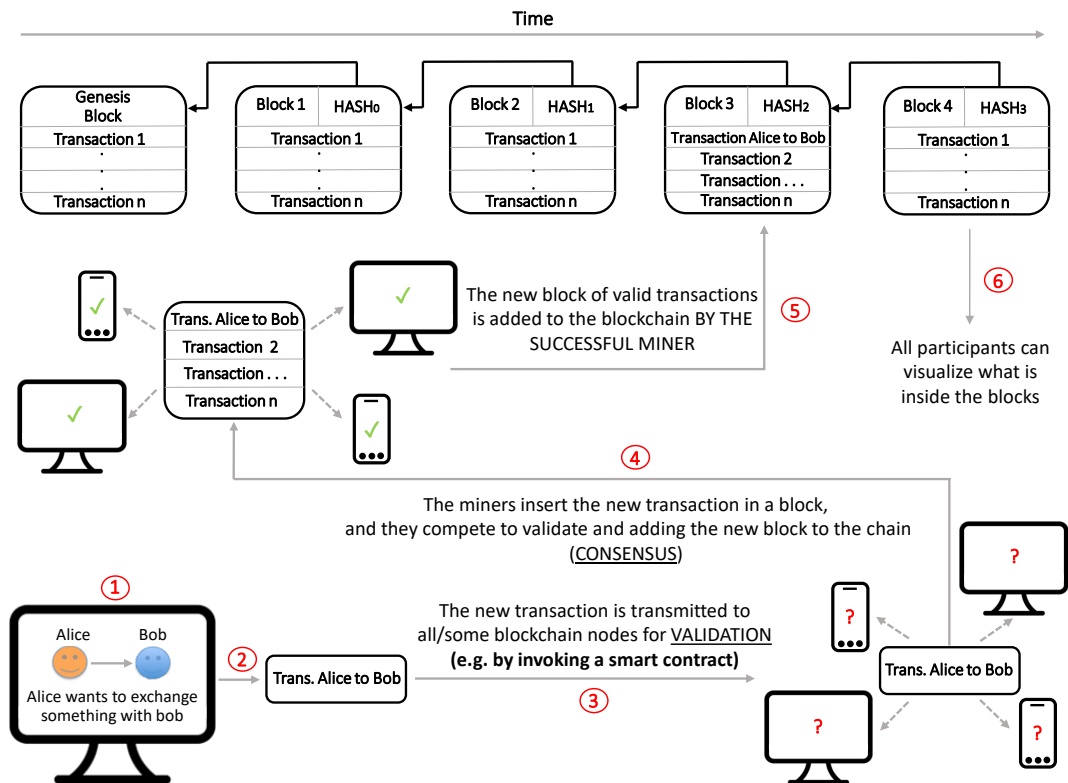 Time
Genesis
Block
Transaction 1
.
.
.
Transaction n
Block 1
HASH0
Transaction 1
.
.
.
Transaction n
Block 2
HASH1
Transaction 1
.
.
.
Transaction n
Block 3
HASH2
Transaction Alice to Bob
Transaction 2
Transaction . . .
Transaction n
Block 4
HASH3
Transaction 1
.
.
.
Transaction n
✓
✓
✓
✓
Trans. Alice to Bob
Transaction 2
Transaction . . .
Transaction n
The new block of valid transactions
is added to the blockchain BY THE
SUCCESSFUL MINER
5
6
All participants can
visualize what is
inside the blocks
4
The miners insert the new transaction in a block,
and they compete to validate and adding the new block to the chain
(CONSENSUS)
1
Alice
Bob
Alice wants to exchange
something with bob
2
Trans. Alice to Bob
The new transaction is transmitted to
all/some blockchain nodes for VALIDATION
(e.g. by invoking a smart contract)
3
?
?
Trans. Alice to Bob
?
?